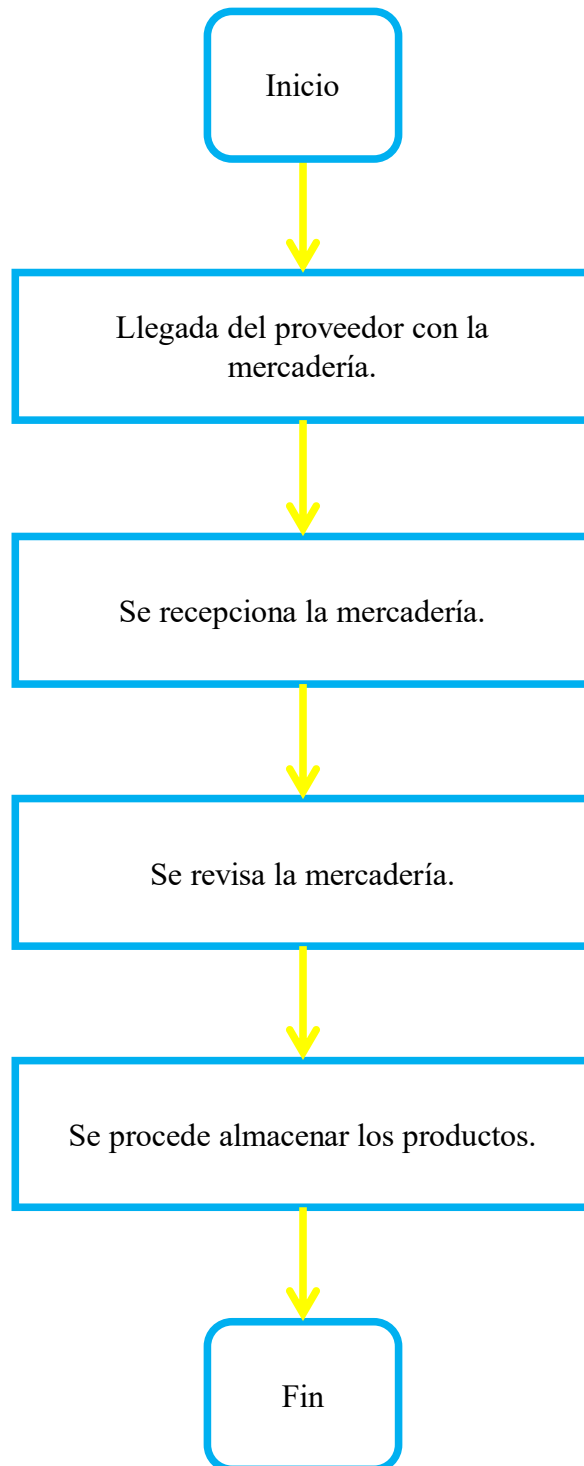 Inicio
Llegada del proveedor con la
mercadería.
Se recepciona la mercadería.
Se revisa la mercadería.
Se procede almacenar los productos.
Fin